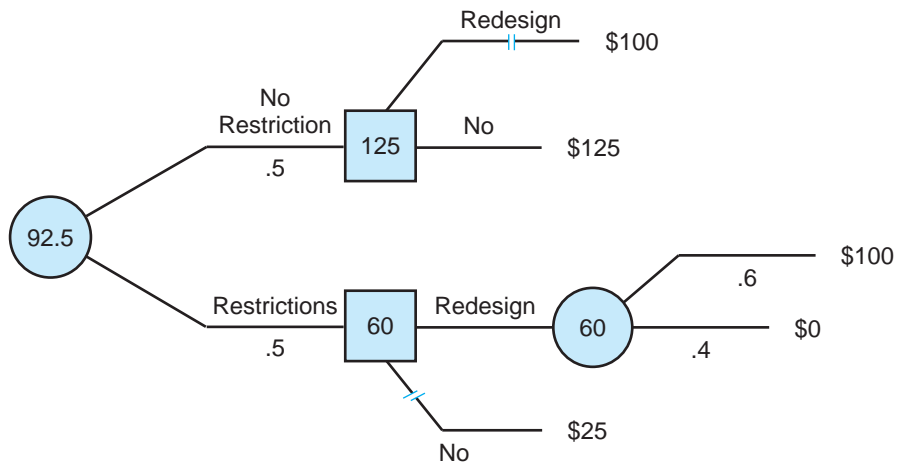 Redesign
$100
No
Restriction
.5
125
No
$125
92.5
Restrictions
.5
60
Redesign
60
.6
$100
.4
$0
No
$25